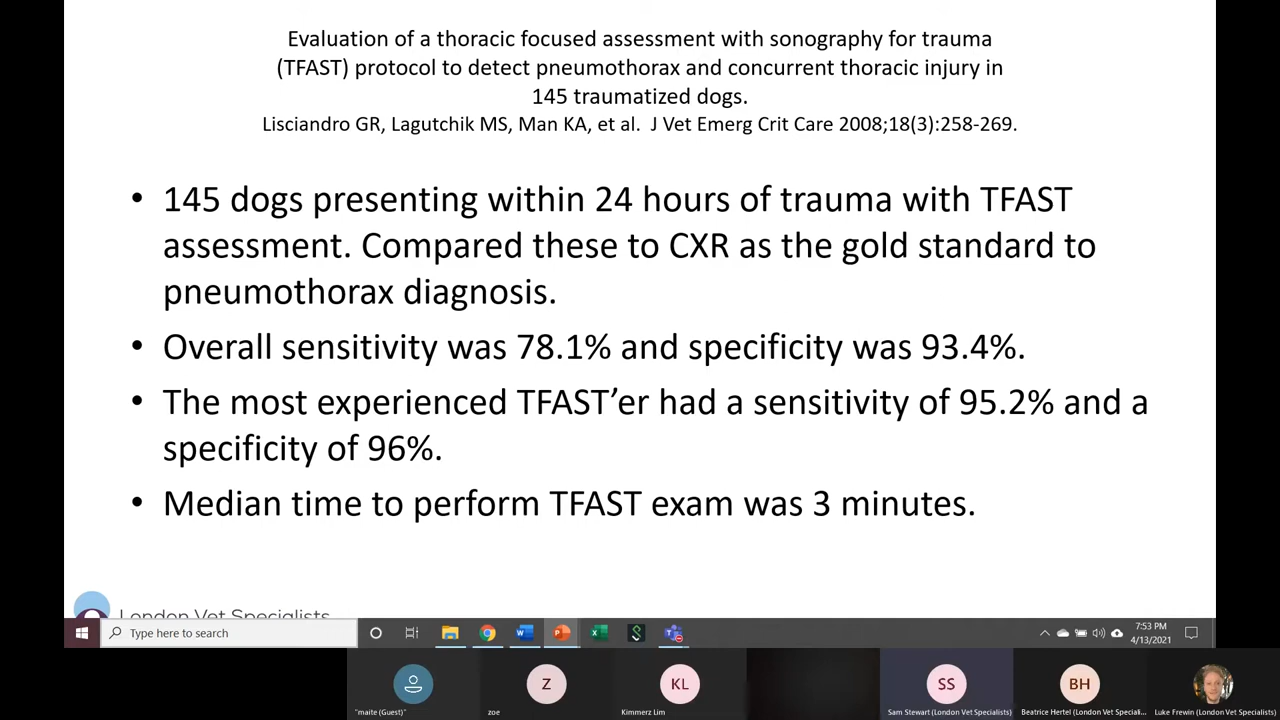 Evaluation of a thoracic focused assessment with sonography for trauma
(TFAST) protocol to detect pneumothorax and concurrent thoracic injury in
145 traumatized dogs.
Lisciandro GR, Lagutchik MS, Man KA, et al.  J Vet Emerg Crit Care 2008;18(3):258-269.
• 145 dogs presenting within 24 hours of trauma with TFAST
assessment. Compared these to CXR as the gold standard to
pneumothorax diagnosis.
• Overall sensitivity was 78.1% and specificity was 93.4%.
• The most experienced TFAST’er had a sensitivity of 95.2% and a
specificity of 96%.
• Median time to perform TFAST exam was 3 minutes.
London Vet Specialists
Type here to search
7:53 PM
4/13/2021
Z
KL
SS
BH
"maite (Guest)"
zoe
Kimmerz Lim
Sam Stewart (London Vet Specialists)
Beatrice Hertel (London Vet Speciali...
Luke Frewin (London Vet Specialists)